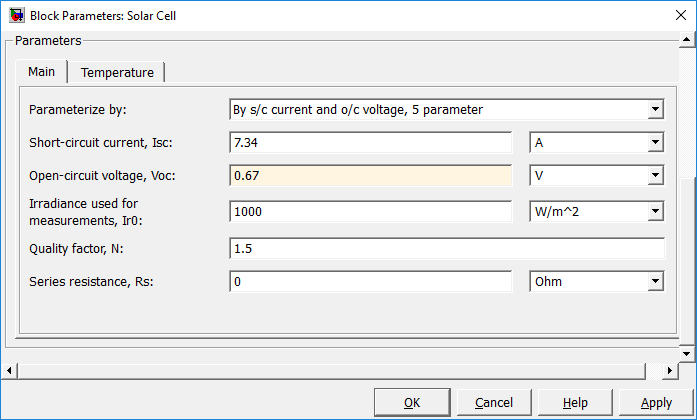 Block Parameters: Solar Cell
Parameters
Main Temperature
Parameterize by: By s/c current and o/c voltage, 5 parameter
Short-circuit current, Isc: 7.34 A
Open-circuit voltage, Voc: 0.67 V
Irradiance used for
measurements, Ir0: 1000 W/m^2
Quality factor, N: 1.5
Series resistance, Rs: 0 Ohm
OK Cancel Help Apply